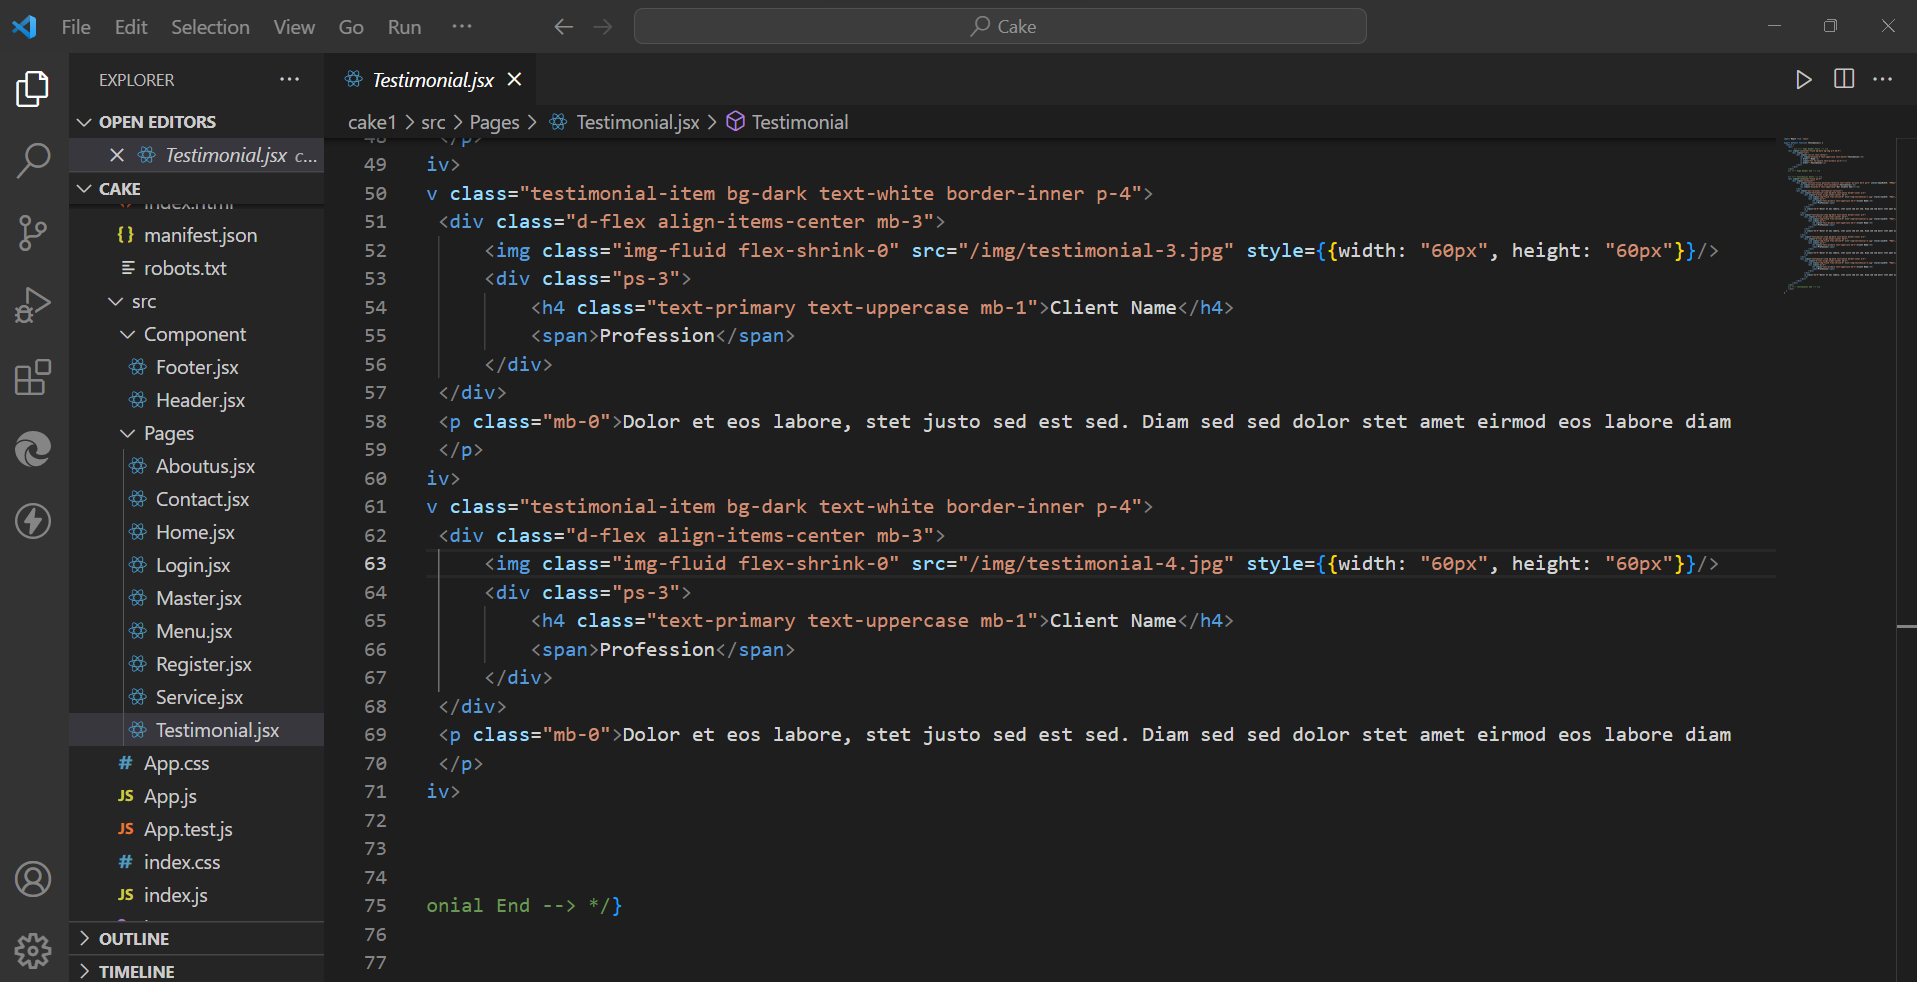 File Edit Selection View Go Run ···
Cake
EXPLORER ···
OPEN EDITORS
Testimonial.jsx c...
CAKE
index.html
{} manifest.json
robots.txt
src
Component
Footer.jsx
Header.jsx
Pages
Aboutus.jsx
Contact.jsx
Home.jsx
Login.jsx
Master.jsx
Menu.jsx
Register.jsx
Service.jsx
Testimonial.jsx
# App.css
JS App.js
JS App.test.js
# index.css
JS index.js
OUTLINE
TIMELINE
Testimonial.jsx
cake1 > src > Pages > Testimonial.jsx > Testimonial
48 </p>
49 iv>
50 v class="testimonial-item bg-dark text-white border-inner p-4">
51 <div class="d-flex align-items-center mb-3">
52 <img class="img-fluid flex-shrink-0" src="/img/testimonial-3.jpg" style={{width: "60px", height: "60px"}}/>
53 <div class="ps-3">
54 <h4 class="text-primary text-uppercase mb-1">Client Name</h4>
55 <span>Profession</span>
56 </div>
57 </div>
58 <p class="mb-0">Dolor et eos labore, stet justo sed est sed. Diam sed sed dolor stet amet eirmod eos labore diam
59 </p>
60 iv>
61 v class="testimonial-item bg-dark text-white border-inner p-4">
62 <div class="d-flex align-items-center mb-3">
63 <img class="img-fluid flex-shrink-0" src="/img/testimonial-4.jpg" style={{width: "60px", height: "60px"}}/>
64 <div class="ps-3">
65 <h4 class="text-primary text-uppercase mb-1">Client Name</h4>
66 <span>Profession</span>
67 </div>
68 </div>
69 <p class="mb-0">Dolor et eos labore, stet justo sed est sed. Diam sed sed dolor stet amet eirmod eos labore diam
70 </p>
71 iv>
72
73
74
75 onial End --> */}
76
77